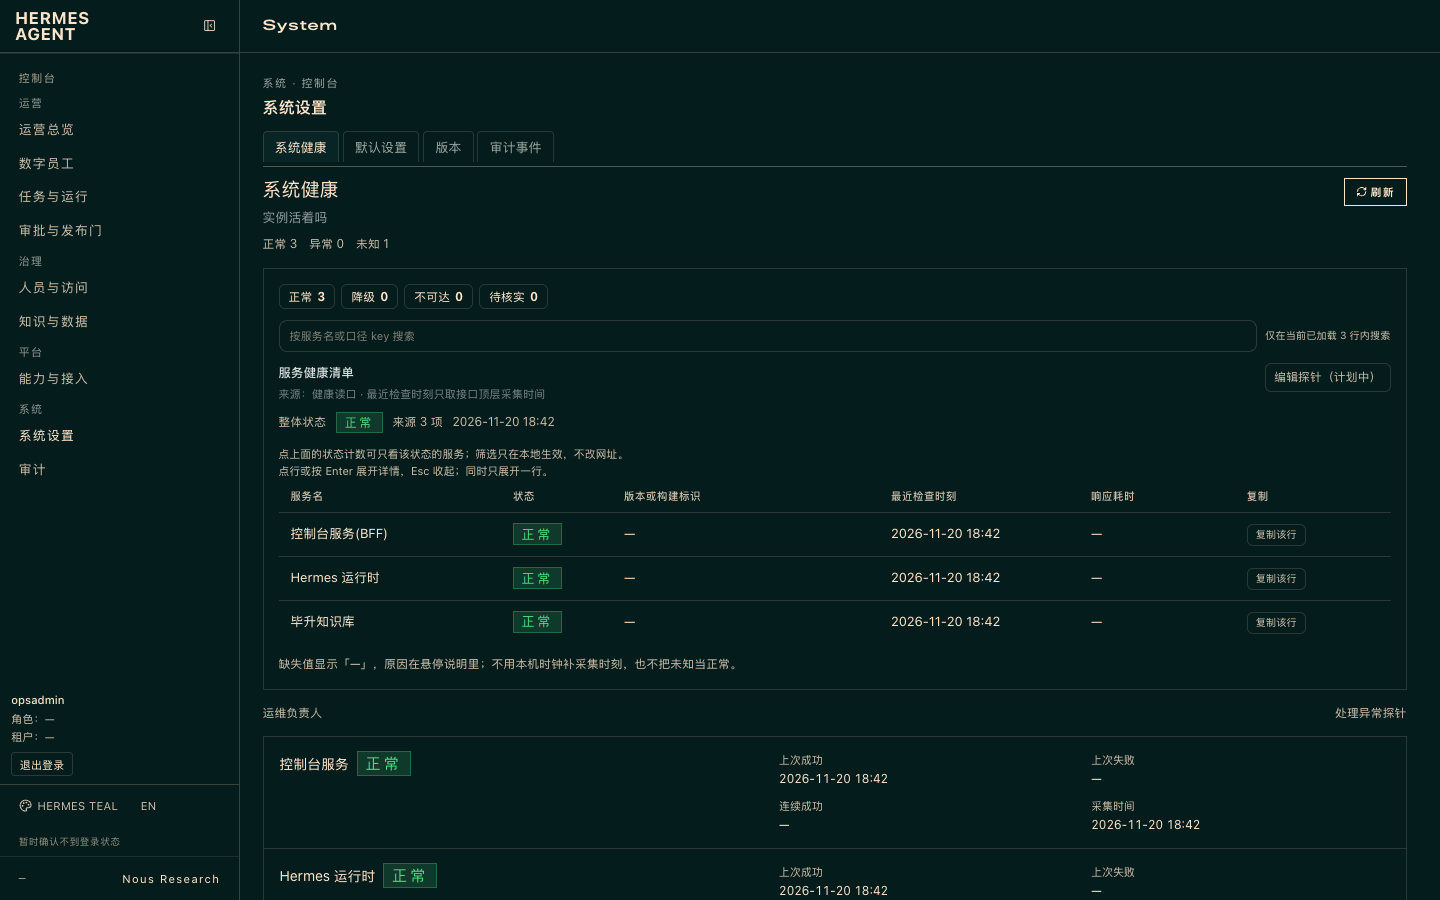 HERMES
AGENT
System
控制台
运营
运营总览
数字员工
任务与运行
审批与发布门
治理
人员与访问
知识与数据
平台
能力与接入
系统
系统设置
审计
opsadmin
角色：—
租户：—
退出登录
HERMES TEAL EN
暂时确认不到登录状态
— Nous Research
系统 · 控制台
系统设置
系统健康 默认设置 版本 审计事件
系统健康
刷新
实例活着吗
正常 3 异常 0 未知 1
正常 3 降级 0 不可达 0 待核实 0
按服务名或口径 key 搜索
仅在当前已加载 3 行内搜索
服务健康清单
编辑探针（计划中）
来源：健康读口 · 最近检查时刻只取接口顶层采集时间
整体状态 正常 来源 3 项 2026-11-20 18:42
点上面的状态计数可只看该状态的服务；筛选只在本地生效，不改网址。
点行或按 Enter 展开详情，Esc 收起；同时只展开一行。
服务名 状态 版本或构建标识 最近检查时刻 响应耗时 复制
控制台服务(BFF) 正常 — 2026-11-20 18:42 — 复制该行
Hermes 运行时 正常 — 2026-11-20 18:42 — 复制该行
毕升知识库 正常 — 2026-11-20 18:42 — 复制该行
缺失值显示「—」，原因在悬停说明里；不用本机时钟补采集时刻，也不把未知当正常。
运维负责人 处理异常探针
控制台服务 正常
上次成功 上次失败
2026-11-20 18:42 —
连续成功 采集时间
— 2026-11-20 18:42
Hermes 运行时 正常
上次成功 上次失败
2026-11-20 18:42 —